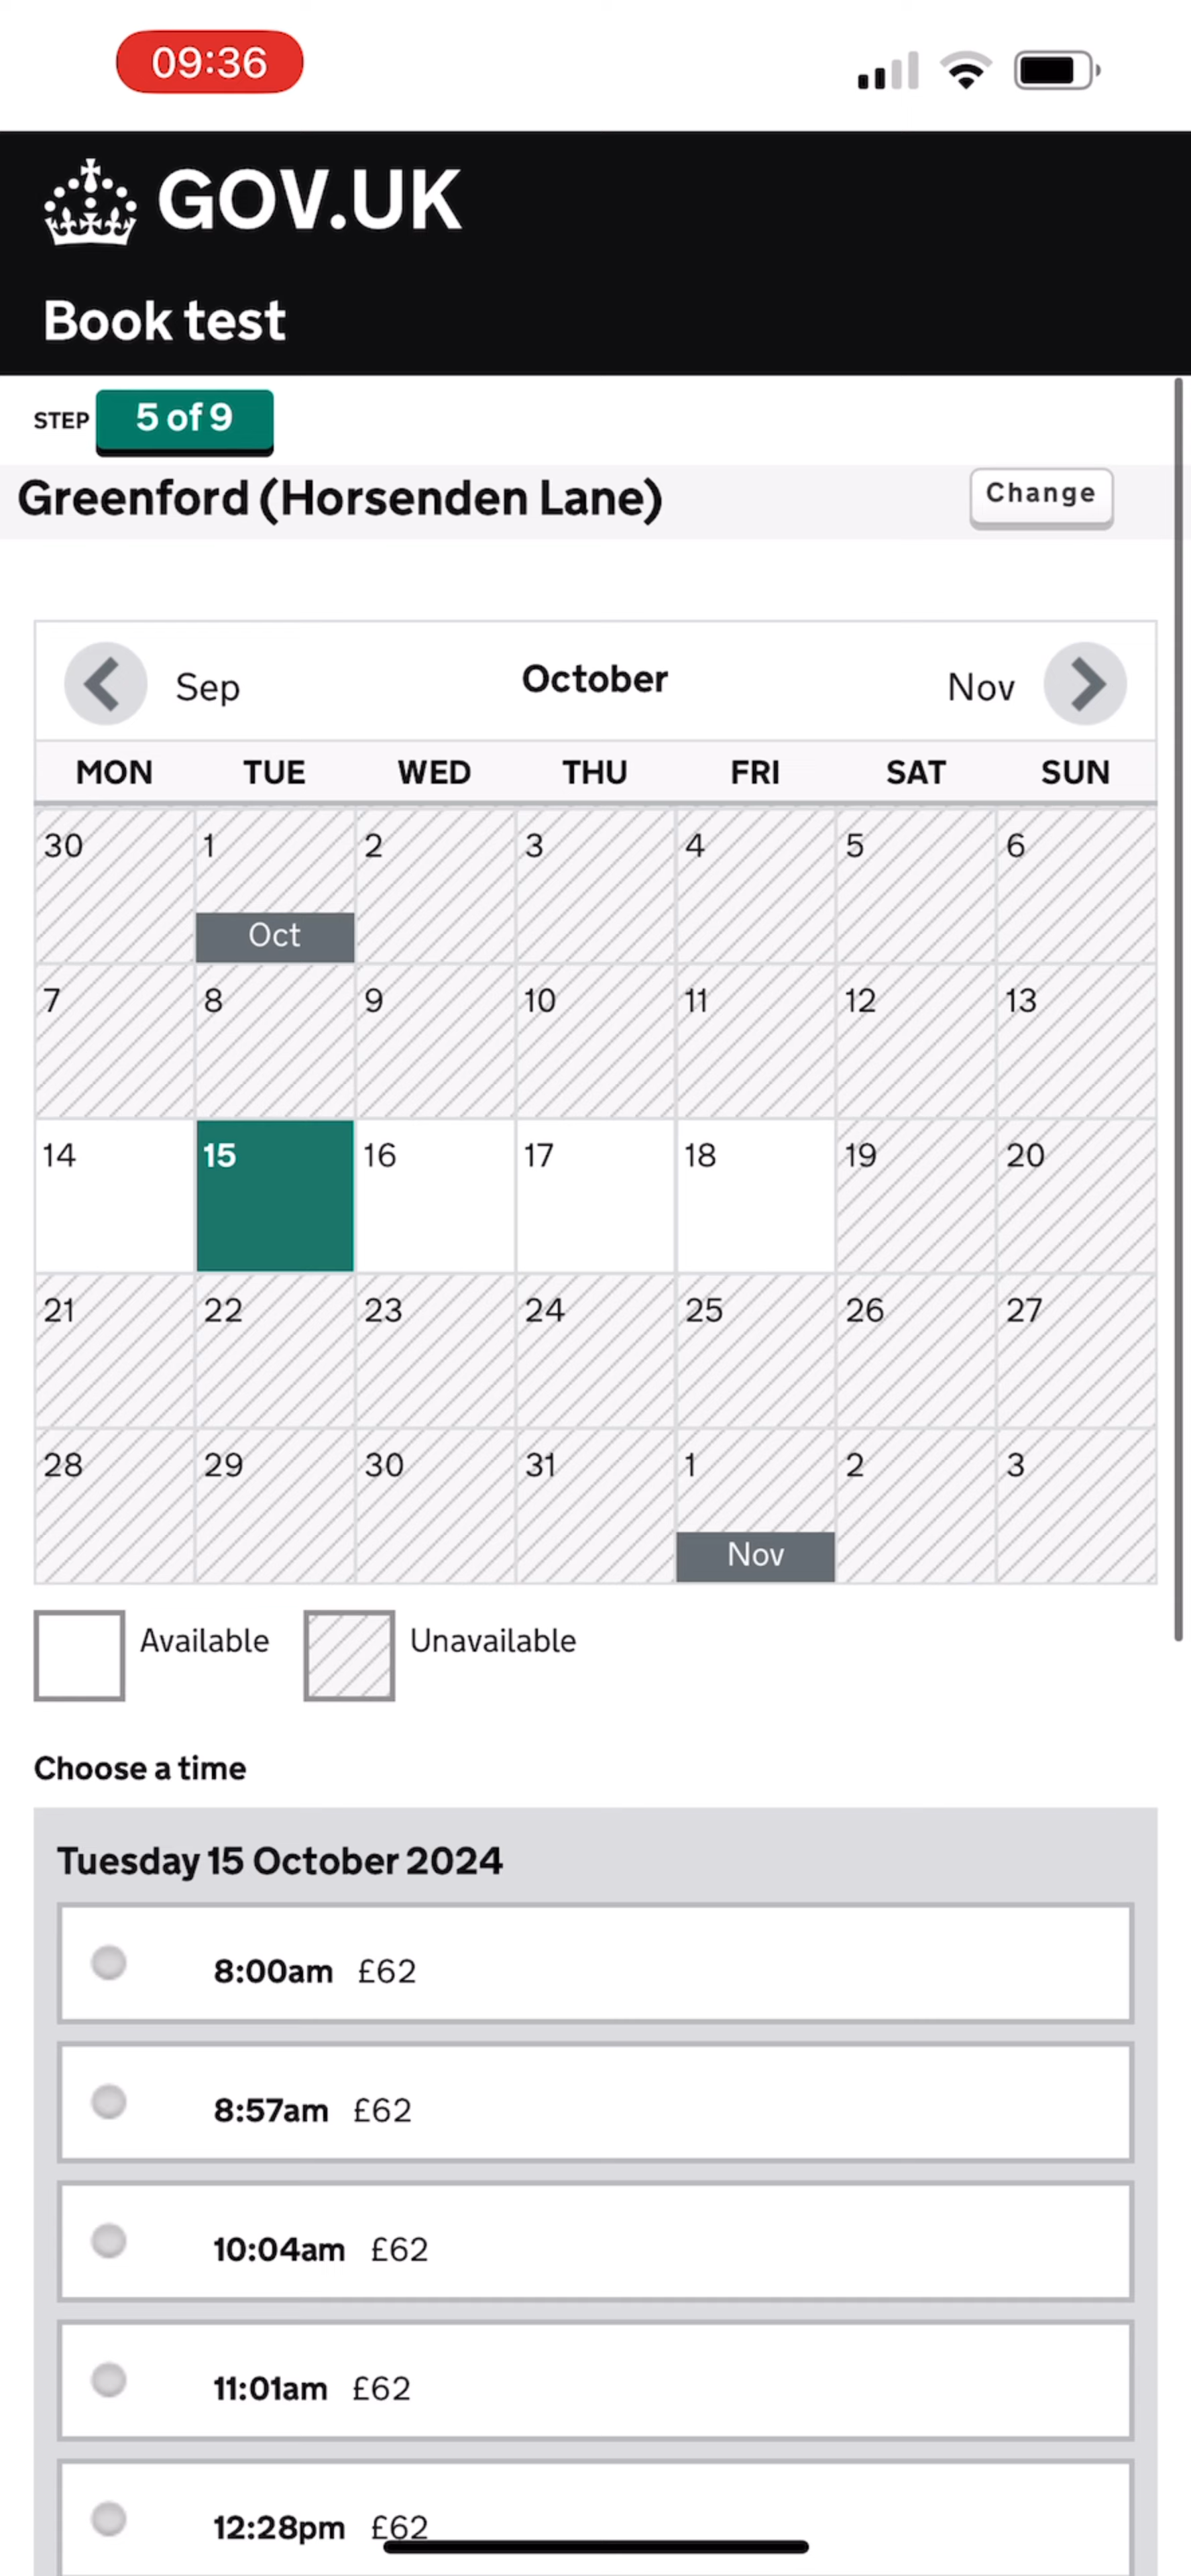 09:36
GOV.UK
Book test
STEP 5 of 9
Greenford (Horsenden Lane) Change
Sep October Nov
MON TUE WED THU FRI SAT SUN
30 1 2 3 4 5 6
Oct
7 8 9 10 11 12 13
14 15 16 17 18 19 20
21 22 23 24 25 26 27
28 29 30 31 1 2 3
Nov
Available Unavailable
Choose a time
Tuesday 15 October 2024
8:00am £62
8:57am £62
10:04am £62
11:01am £62
12:28pm £62